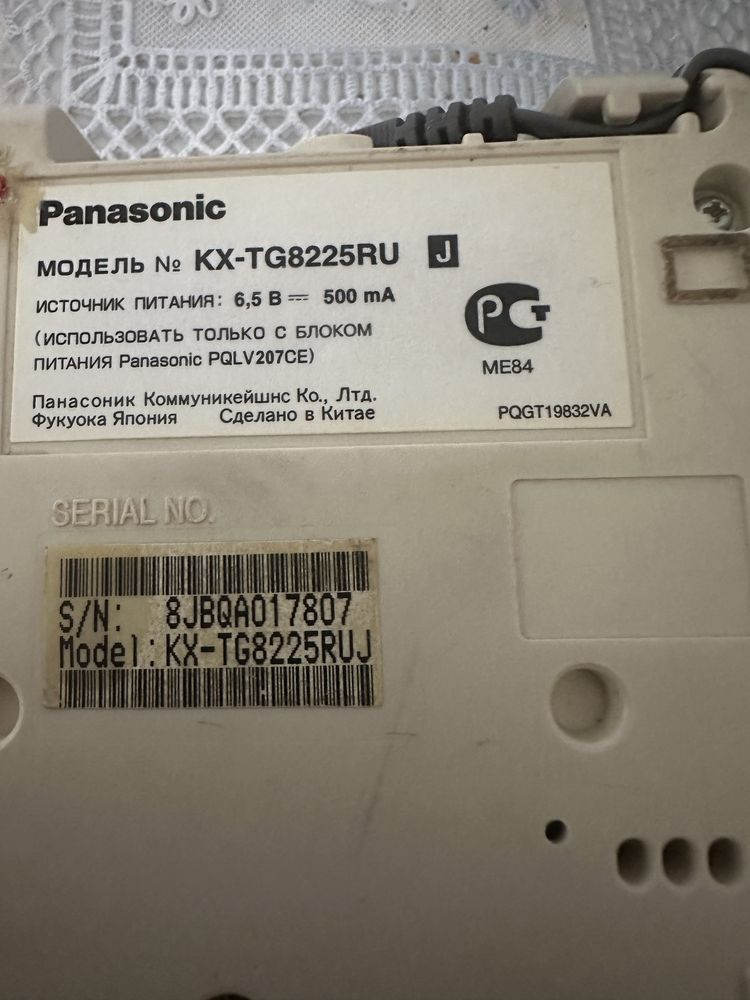 Panasonic
МОДЕЛЬ № KX-TG8225RU J
ИСТОЧНИК ПИТАНИЯ: 6,5 В 500 mA
(ИСПОЛЬЗОВАТЬ ТОЛЬКО С БЛОКОМ
ПИТАНИЯ Panasonic PQLV207CE)
РСТ
ME84
Панасоник Коммуникейшнс Ко., Лтд.
Фукуока Япония Сделано в Китае
PQGT19832VA
SERIAL NO.
S/N: 8JBQA017807
Model: KX-TG8225RUJ